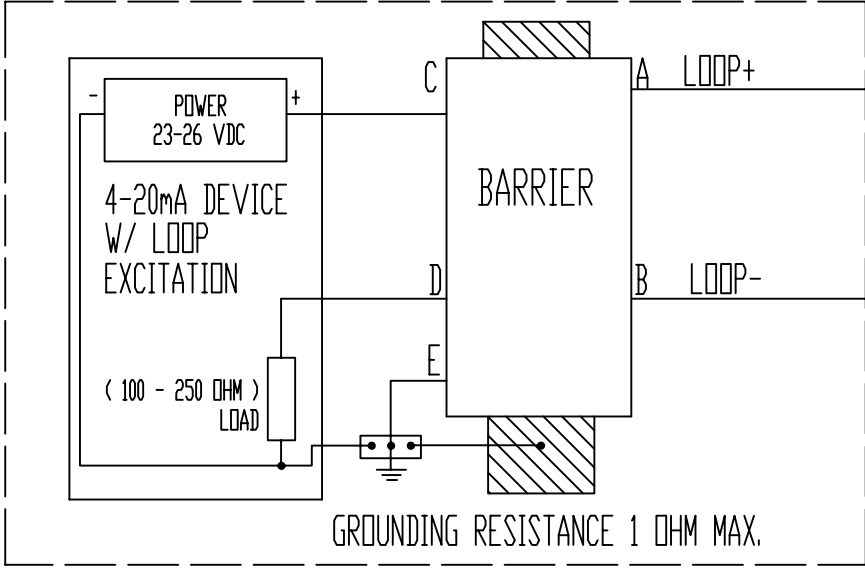 C
A LOOP+
- POWER +
23-26 VDC
BARRIER
4-20mA DEVICE
W/ LOOP
EXCITATION
D
B LOOP-
E
( 100 - 250 OHM )
LOAD
GROUNDING RESISTANCE 1 OHM MAX.